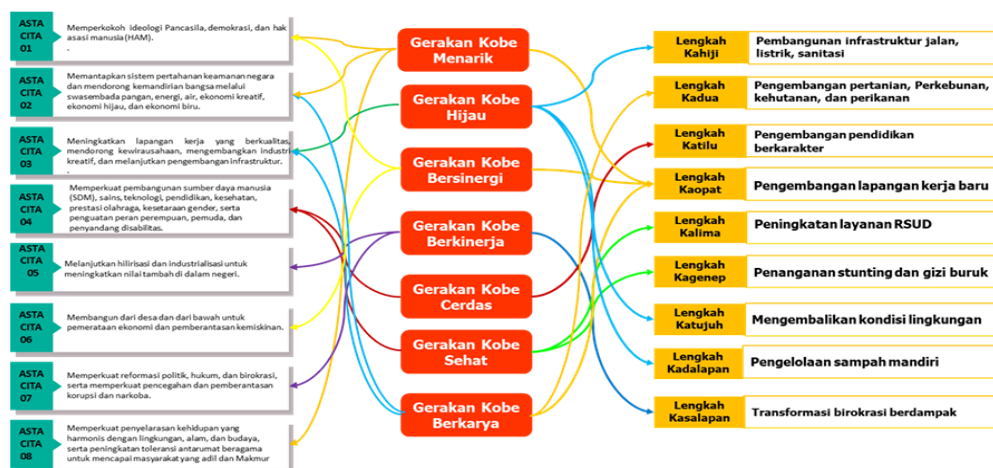 ASTA
CITA
01
Memperkokoh ideologi Pancasila, demokrasi, dan hak
asasi manusia (HAM).
.
ASTA
CITA
02
Memantapkan sistem pertahanan keamanan negara
dan mendorong kemandirian bangsa melalui
swasembada pangan, energi, air, ekonomi kreatif,
ekonomi hijau, dan ekonomi biru.
ASTA
CITA
03
Meningkatkan lapangan kerja yang berkualitas,
mendorong kewirausahaan, mengembangkan industri
kreatif, dan melanjutkan pengembangan infrastruktur.
.
ASTA
CITA
04
Memperkuat pembangunan sumber daya manusia
(SDM), sains, teknologi, pendidikan, kesehatan,
prestasi olahraga, kesetaraan gender, serta
penguatan peran perempuan, pemuda, dan
penyandang disabilitas.
ASTA
CITA
05
Melanjutkan hilirisasi dan industrialisasi untuk
meningkatkan nilai tambah di dalam negeri.
ASTA
CITA
06
Membangun dari desa dan dari bawah untuk
pemerataan ekonomi dan pemberantasan kemiskinan.
ASTA
CITA
07
Memperkuat reformasi politik, hukum, dan birokrasi,
serta memperkuat pencegahan dan pemberantasan
korupsi dan narkoba.
ASTA
CITA
08
Memperkuat penyelarasan kehidupan yang
harmonis dengan lingkungan, alam, dan budaya,
serta peningkatan toleransi antarumat beragama
untuk mencapai masyarakat yang adil dan Makmur
Gerakan Kobe
Menarik
Gerakan Kobe
Hijau
Gerakan Kobe
Bersinergi
Gerakan Kobe
Berkinerja
Gerakan Kobe
Cerdas
Gerakan Kobe
Sehat
Gerakan Kobe
Berkarya
Lengkah
Kahiji
Pembangunan infrastruktur jalan,
listrik, sanitasi
Lengkah
Kadua
Pengembangan pertanian, Perkebunan,
kehutanan, dan perikanan
Lengkah
Katilu
Pengembangan pendidikan
berkarakter
Lengkah
Kaopat
Pengembangan lapangan kerja baru
Lengkah
Kalima
Peningkatan layanan RSUD
Lengkah
Kagenep
Penanganan stunting dan gizi buruk
Lengkah
Katujuh
Mengembalikan kondisi lingkungan
Lengkah
Kadalapan
Pengelolaan sampah mandiri
Lengkah
Kasalapan
Transformasi birokrasi berdampak